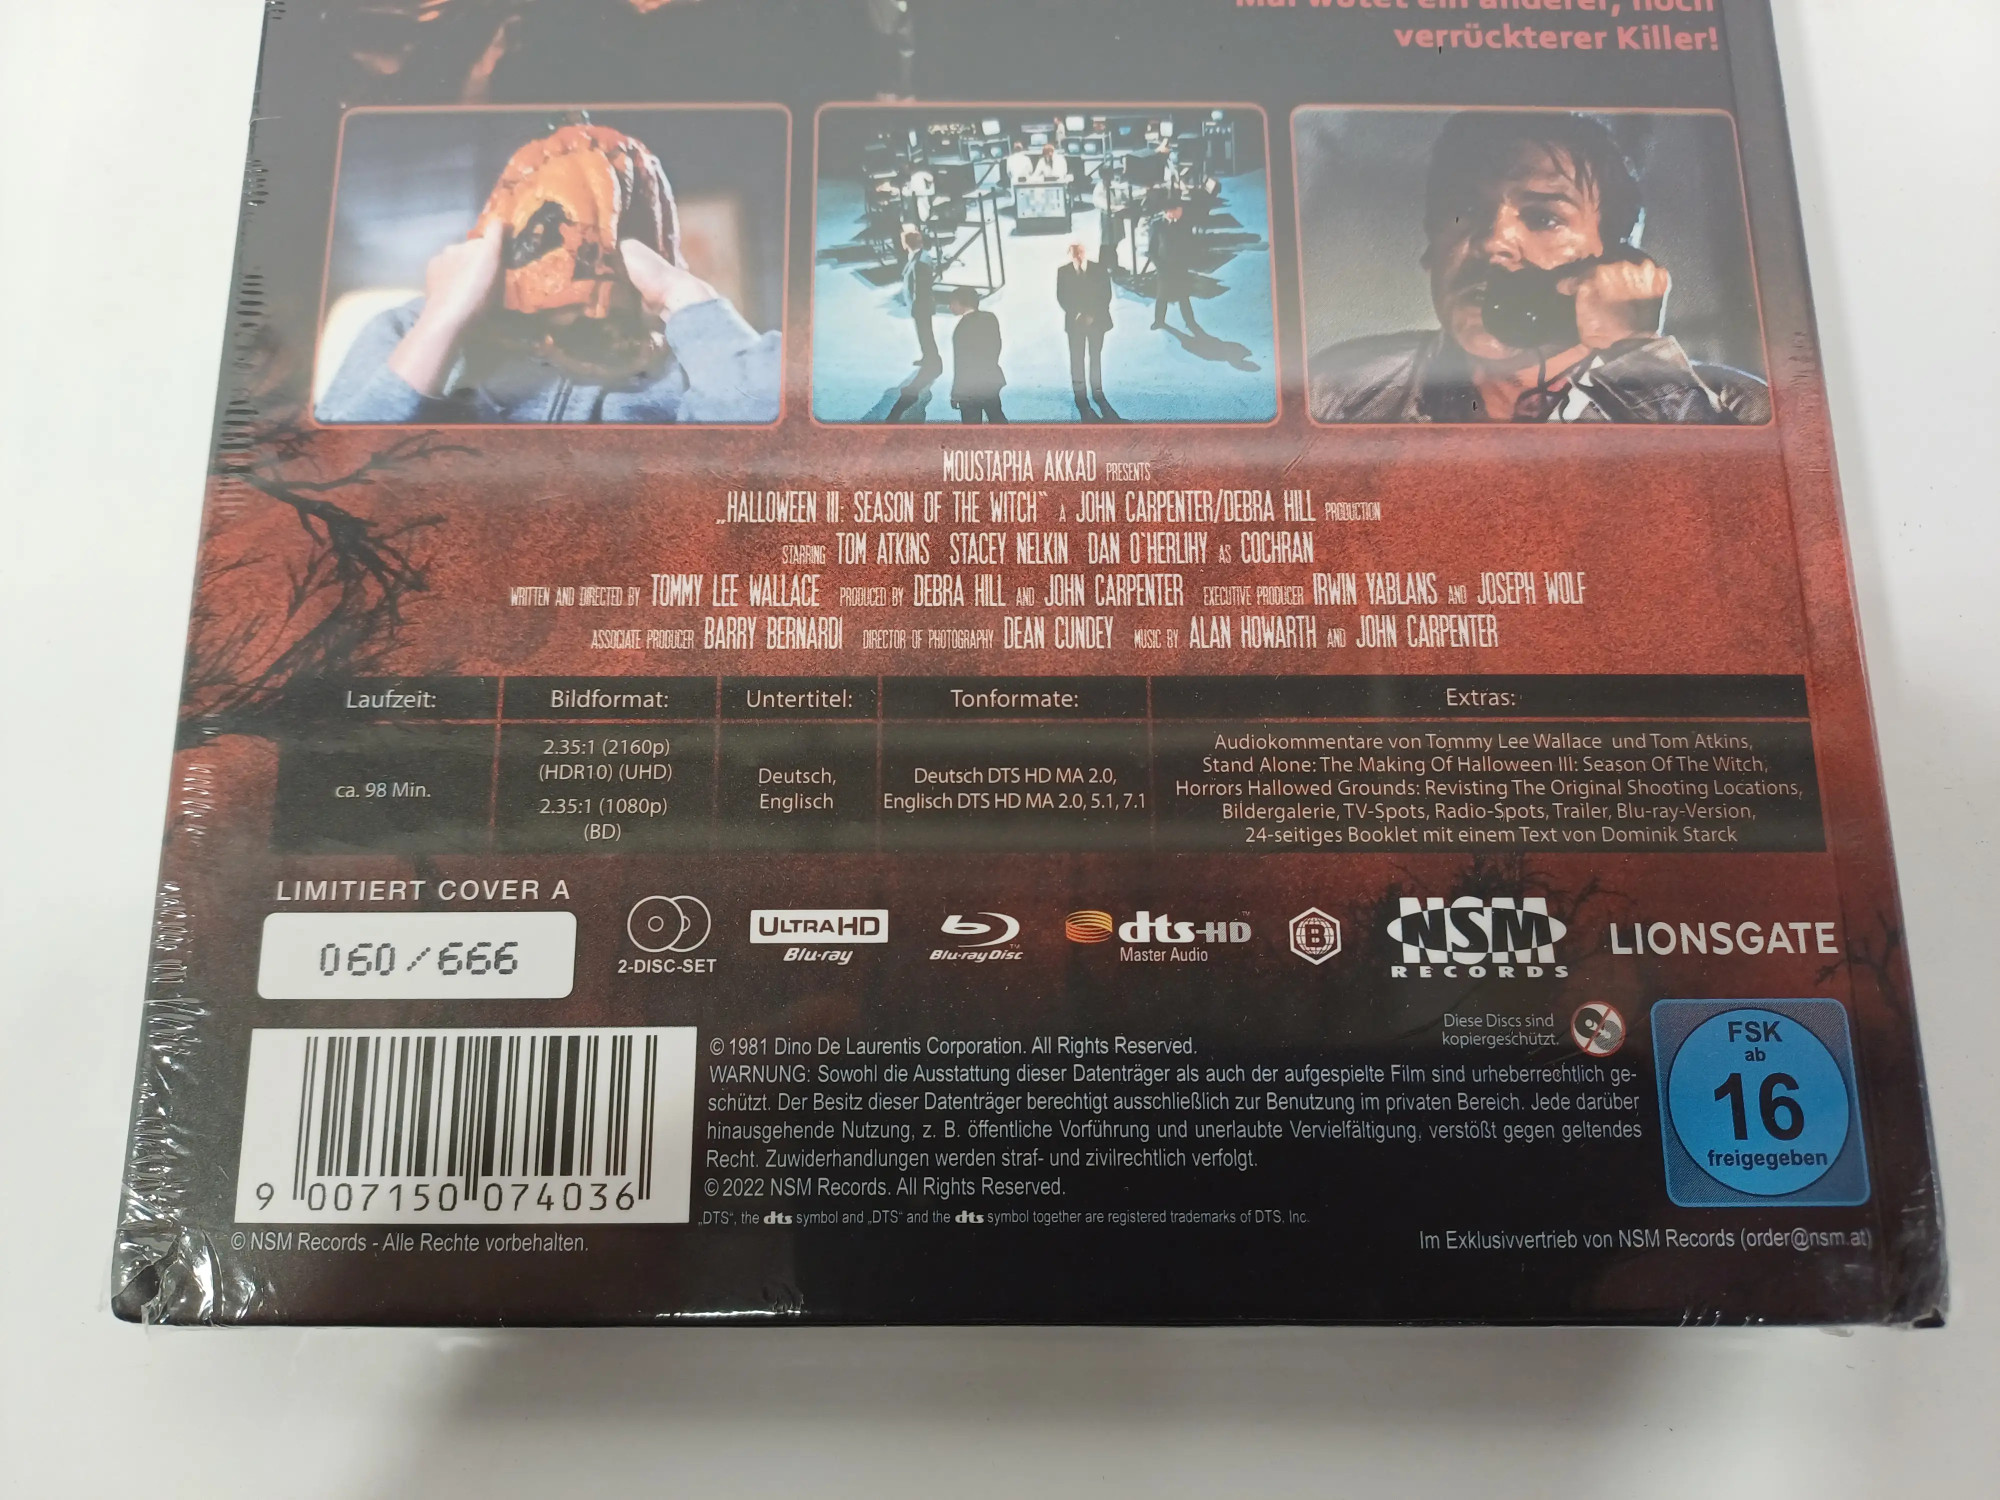 Mal wütet ein anderer, noch
verrückterer Killer!
MOUSTAPHA AKKAD PRESENTS
„HALLOWEEN III: SEASON OF THE WITCH“ A JOHN CARPENTER/DEBRA HILL PRODUCTION
STARRING TOM ATKINS STACEY NELKIN DAN O'HERLIHY AS COCHRAN
WRITTEN AND DIRECTED BY TOMMY LEE WALLACE PRODUCED BY DEBRA HILL AND JOHN CARPENTER EXECUTIVE PRODUCER IRWIN YABLANS AND JOSEPH WOLF
ASSOCIATE PRODUCER BARRY BERNARDI DIRECTOR OF PHOTOGRAPHY DEAN CUNDEY MUSIC BY ALAN HOWARTH AND JOHN CARPENTER
Laufzeit: Bildformat: Untertitel: Tonformate: Extras:
ca. 98 Min.
2.35:1 (2160p)
(HDR10) (UHD)
2.35:1 (1080p)
(BD)
Deutsch,
Englisch
Deutsch DTS HD MA 2.0,
Englisch DTS HD MA 2.0, 5.1, 7.1
Audiokommentare von Tommy Lee Wallace und Tom Atkins,
Stand Alone: The Making Of Halloween III: Season Of The Witch,
Horrors Hallowed Grounds: Revisting The Original Shooting Locations,
Bildergalerie, TV-Spots, Radio-Spots, Trailer, Blu-ray-Version,
24-seitiges Booklet mit einem Text von Dominik Starck
LIMITIERT COVER A
060/666
2-DISC-SET
ULTRA HD
Blu-ray
Blu-ray Disc™
dts-HD™
Master Audio
B
NSM
RECORDS
LIONSGATE
Diese Discs sind
kopiergeschützt.
FSK
ab
16
freigegeben
© 1981 Dino De Laurentis Corporation. All Rights Reserved.
WARNUNG: Sowohl die Ausstattung dieser Datenträger als auch der aufgespielte Film sind urheberrechtlich ge-
schützt. Der Besitz dieser Datenträger berechtigt ausschließlich zur Benutzung im privaten Bereich. Jede darüber
hinausgehende Nutzung, z. B. öffentliche Vorführung und unerlaubte Vervielfältigung, verstößt gegen geltendes
Recht. Zuwiderhandlungen werden straf- und zivilrechtlich verfolgt.
© 2022 NSM Records. All Rights Reserved.
„DTS“, the dts symbol and „DTS“ and the dts symbol together are registered trademarks of DTS, Inc.
9 007150 074036
© NSM Records - Alle Rechte vorbehalten.
Im Exklusivvertrieb von NSM Records (order@nsm.at)